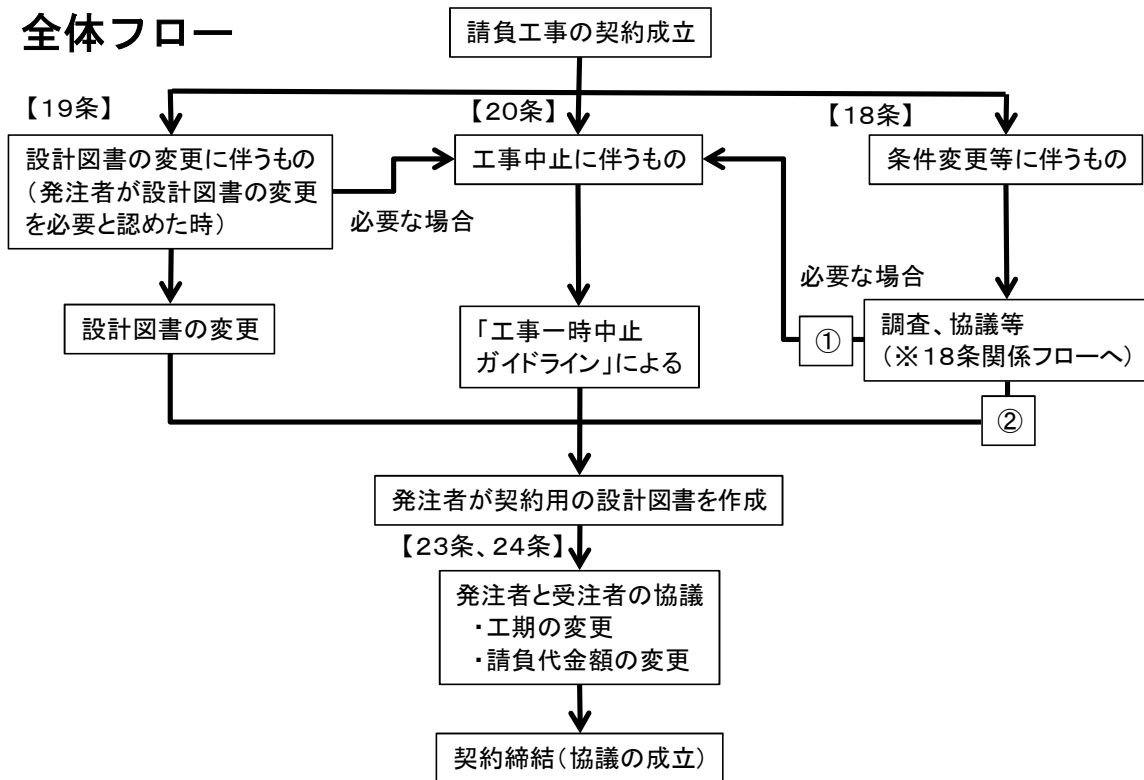 全体フロー
請負工事の契約成立
【19条】
【20条】
【18条】
設計図書の変更に伴うもの
（発注者が設計図書の変更
を必要と認めた時）
工事中止に伴うもの
条件変更等に伴うもの
必要な場合
必要な場合
設計図書の変更
「工事一時中止
ガイドライン」による
①
調査、協議等
（※18条関係フローへ）
②
発注者が契約用の設計図書を作成
【23条、24条】
発注者と受注者の協議
・工期の変更
・請負代金額の変更
契約締結（協議の成立）